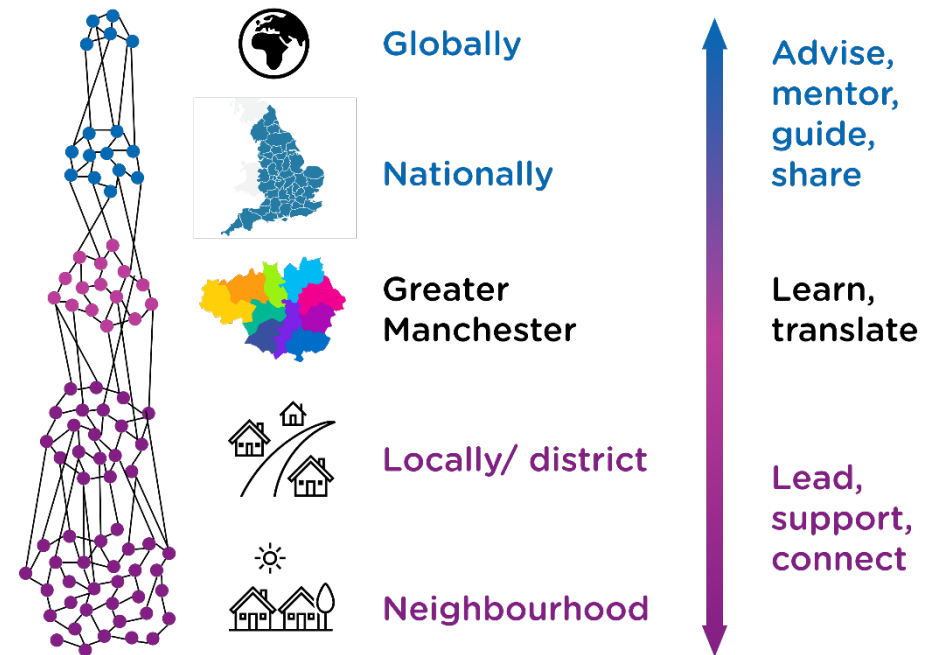 Globally
Advise,
mentor,
guide,
share
Nationally
Greater
Manchester
Learn,
translate
Locally/ district
Lead,
support,
connect
Neighbourhood